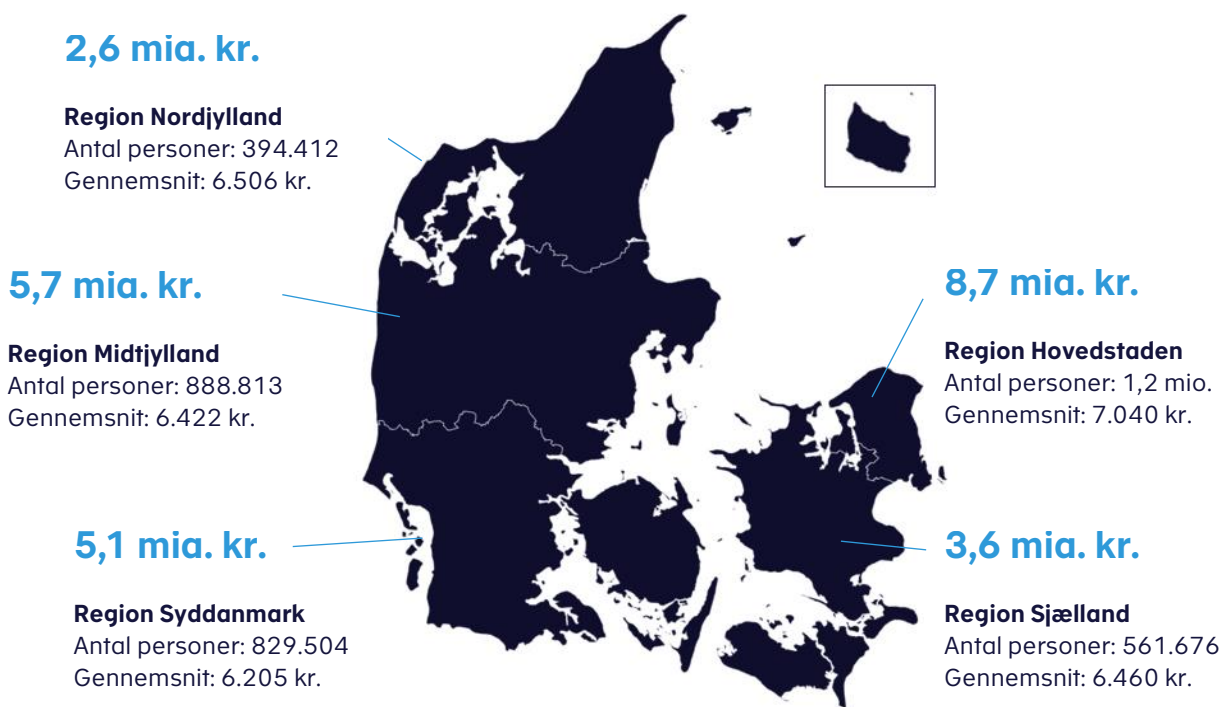 2,6 mia. kr.
Region Nordjylland
Antal personer: 394.412
Gennemsnit: 6.506 kr.
5,7 mia. kr.
Region Midtjylland
Antal personer: 888.813
Gennemsnit: 6.422 kr.
8,7 mia. kr.
Region Hovedstaden
Antal personer: 1,2 mio.
Gennemsnit: 7.040 kr.
5,1 mia. kr.
Region Syddanmark
Antal personer: 829.504
Gennemsnit: 6.205 kr.
3,6 mia. kr.
Region Sjælland
Antal personer: 561.676
Gennemsnit: 6.460 kr.